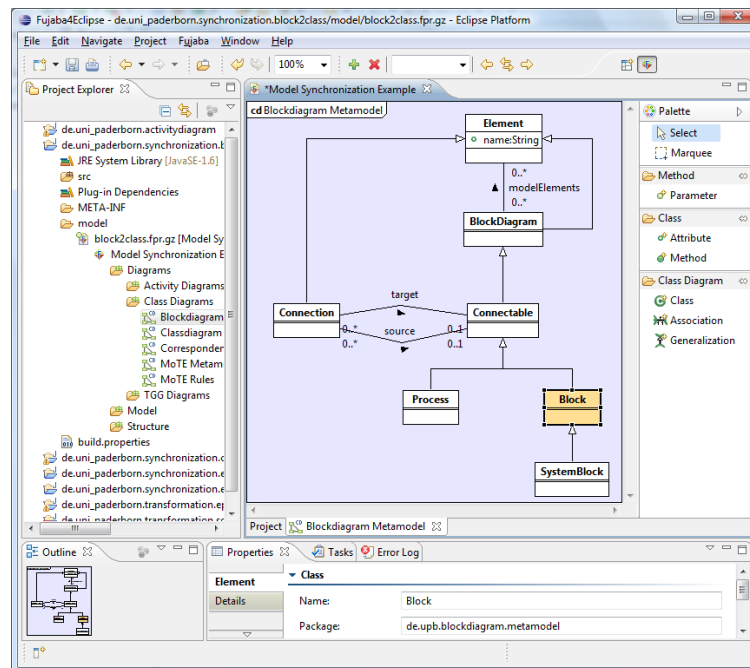 Fujaba4Eclipse - de.uni_paderborn.synchronization.block2class/model/block2class.fpr.gz - Eclipse Platform
File Edit Navigate Project Fujaba Window Help
100%
Project Explorer
de.uni_paderborn.activitydiagram
de.uni_paderborn.synchronization.b
JRE System Library [JavaSE-1.6]
src
Plug-in Dependencies
META-INF
model
block2class.fpr.gz [Model Sy
Model Synchronization E
Diagrams
Activity Diagrams
Class Diagrams
Blockdiagram
Classdiagram
Corresponden
MoTE Metam
MoTE Rules
TGG Diagrams
Model
Structure
build.properties
de.uni_paderborn.synchronization.c
de.uni_paderborn.synchronization.e
de.uni_paderborn.synchronization.e
de.uni_paderborn.transformation.ep
de.uni_paderborn.transformation.sc
*Model Synchronization Example
cd Blockdiagram Metamodel
Element
name:String
0..*
modelElements
0..*
BlockDiagram
target
Connection
Connectable
0..*
source
0..1
0..*
0..1
Process
Block
SystemBlock
Project
Blockdiagram Metamodel
Palette
Select
Marquee
Method
Parameter
Class
Attribute
Method
Class Diagram
Class
Association
Generalization
Outline
Properties
Tasks
Error Log
Element
Details
Class
Name:
Block
Package:
de.upb.blockdiagram.metamodel